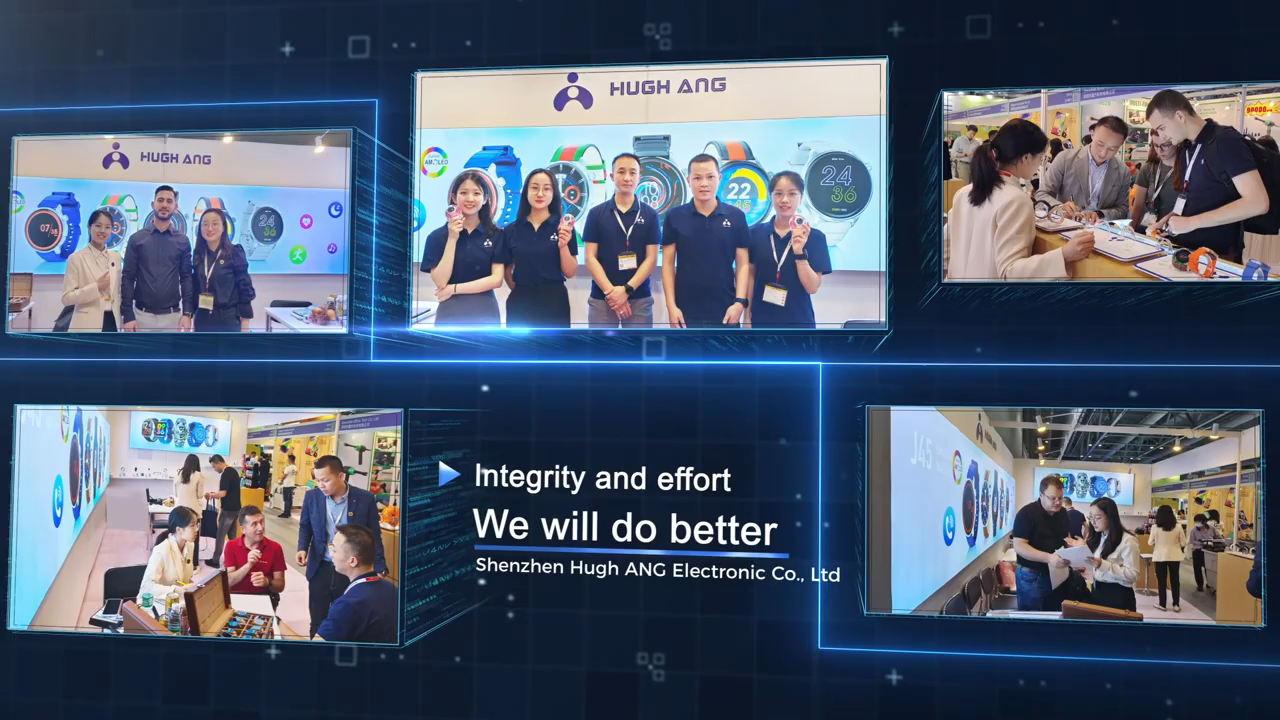 HUGH ANG
HUGH ANG
AMOLED
24
36
22
24
36
07
J45
Integrity and effort
We will do better
Shenzhen Hugh ANG Electronic Co., Ltd